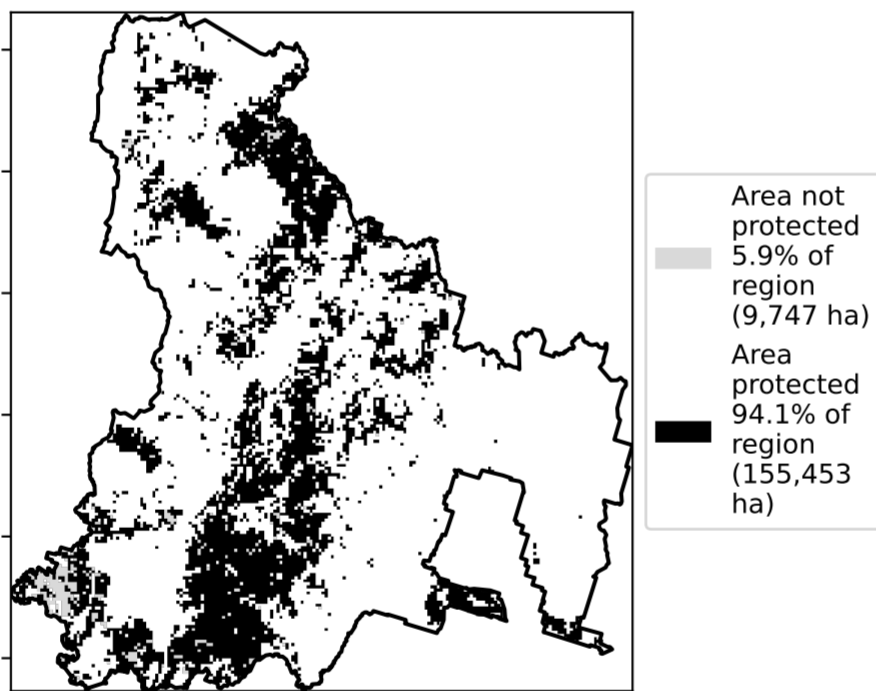 Area not
protected
5.9% of
region
(9,747 ha)
Area
protected
94.1% of
region
(155,453
ha)